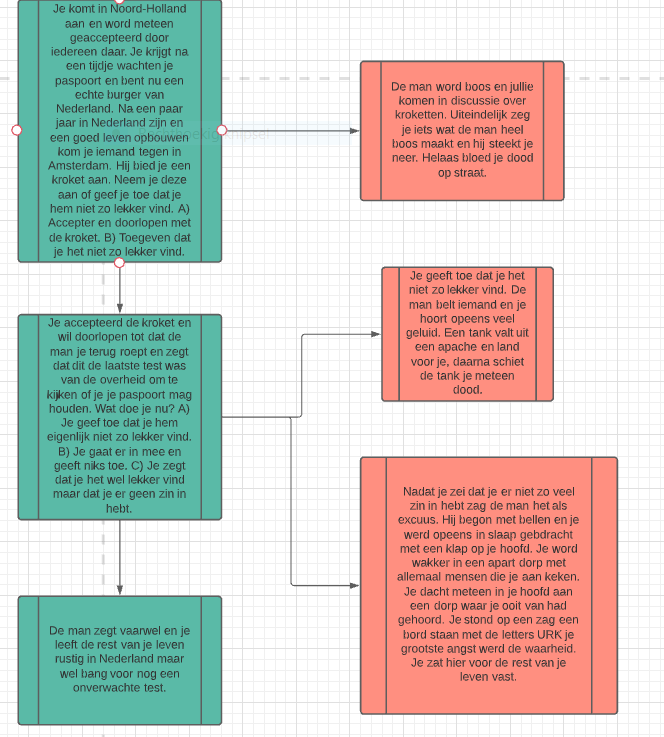 Je komt in Noord-Holland
aan en word meteen
geaccepteerd door
iedereen daar. Je krijgt na
een tijdje wachten je
paspoort en bent nu een
echte burger van
Nederland. Na een paar
jaar in Nederland zijn en
een goed leven opbouwen
kom je iemand tegen in
Amsterdam. Hij bied je een
kroket aan. Neem je deze
aan of geef je toe dat je
hem niet zo lekker vind. A)
Accepter en doorlopen met
de kroket. B) Toegeven dat
je het niet zo lekker vind.
De man word boos en jullie
komen in discussie over
kroketten. Uiteindelijk zeg
je iets wat de man heel
boos maakt en hij steekt je
neer. Helaas bloed je dood
op straat.
Je geeft toe dat je het
niet zo lekker vind. De
man belt iemand en je
hoort opeens veel
geluid. Een tank valt uit
een apache en land
voor je, daarna schiet
de tank je meteen
dood.
Je accepteerd de kroket en
wil doorlopen tot dat de
man je terug roept en zegt
dat dit de laatste test was
van de overheid om te
kijken of je je paspoort mag
houden. Wat doe je nu? A)
Je geef toe dat je hem
eigenlijk niet zo lekker vind.
B) Je gaat er in mee en
geeft niks toe. C) Je zegt
dat je het wel lekker vind
maar dat je er geen zin in
hebt.
Nadat je zei dat je er niet zo veel
zin in hebt zag de man het als
excuus. Hij begon met bellen en je
werd opeens in slaap gebdracht
met een klap op je hoofd. Je word
wakker in een apart dorp met
allemaal mensen die je aan keken.
Je dacht meteen in je hoofd aan
een dorp waar je ooit van had
gehoord. Je stond op een zag een
bord staan met de letters URK je
grootste angst werd de waarheid.
Je zat hier voor de rest van je
leven vast.
De man zegt vaarwel en je
leeft de rest van je leven
rustig in Nederland maar
wel bang voor nog een
onverwachte test.